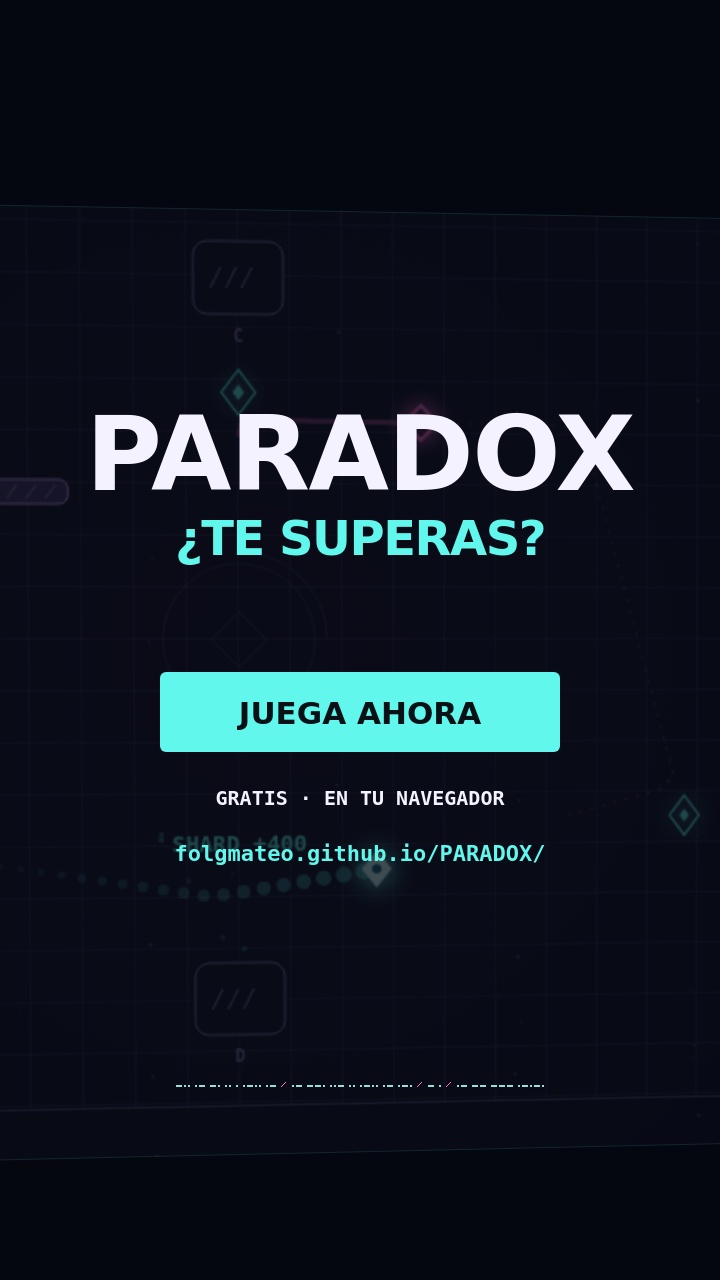 C
PARADOX
¿TE SUPERAS?
JUEGA AHORA
GRATIS · EN TU NAVEGADOR
SHARD +400
folgmateo.github.io/PARADOX/
D